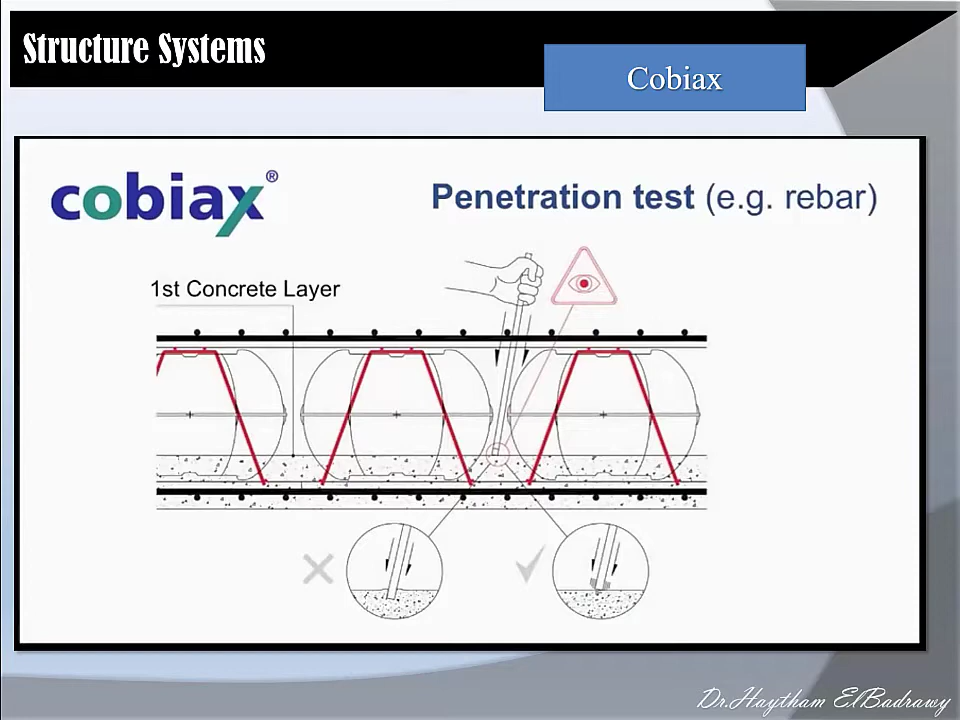 Structure Systems
Cobiax
cobiax®
Penetration test (e.g. rebar)
1st Concrete Layer
Dr.Haytham ElBadrawy